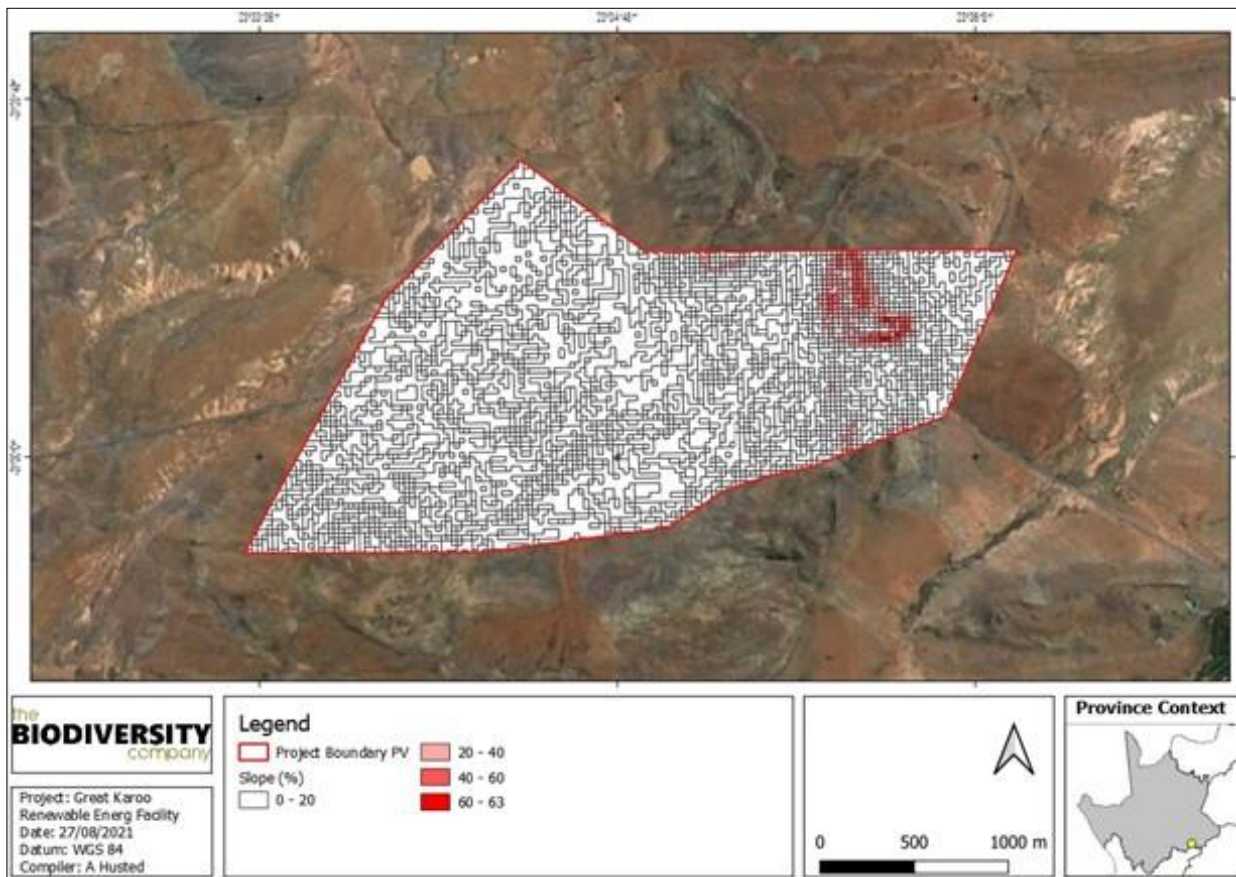 the
BIODIVERSITY
company
Project: Great Karoo
Renewable Energ Facility
Date: 27/08/2021
Datum: WGS 84
Compiler: A Husted
Legend
Project Boundary PV
Slope (%)
0 - 20
20 - 40
40 - 60
60 - 63
0 500 1000 m
Province Context